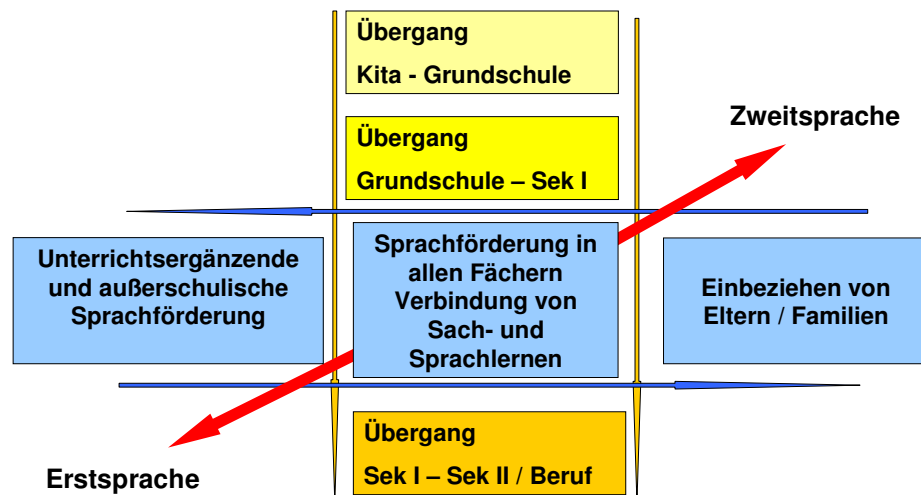 Übergang
Kita - Grundschule
Zweitsprache
Übergang
Grundschule – Sek I
Unterrichtsergänzende
und außerschulische
Sprachförderung
Sprachförderung in
allen Fächern
Verbindung von
Sach- und
Sprachlernen
Einbeziehen von
Eltern / Familien
Übergang
Sek I – Sek II / Beruf
Erstsprache